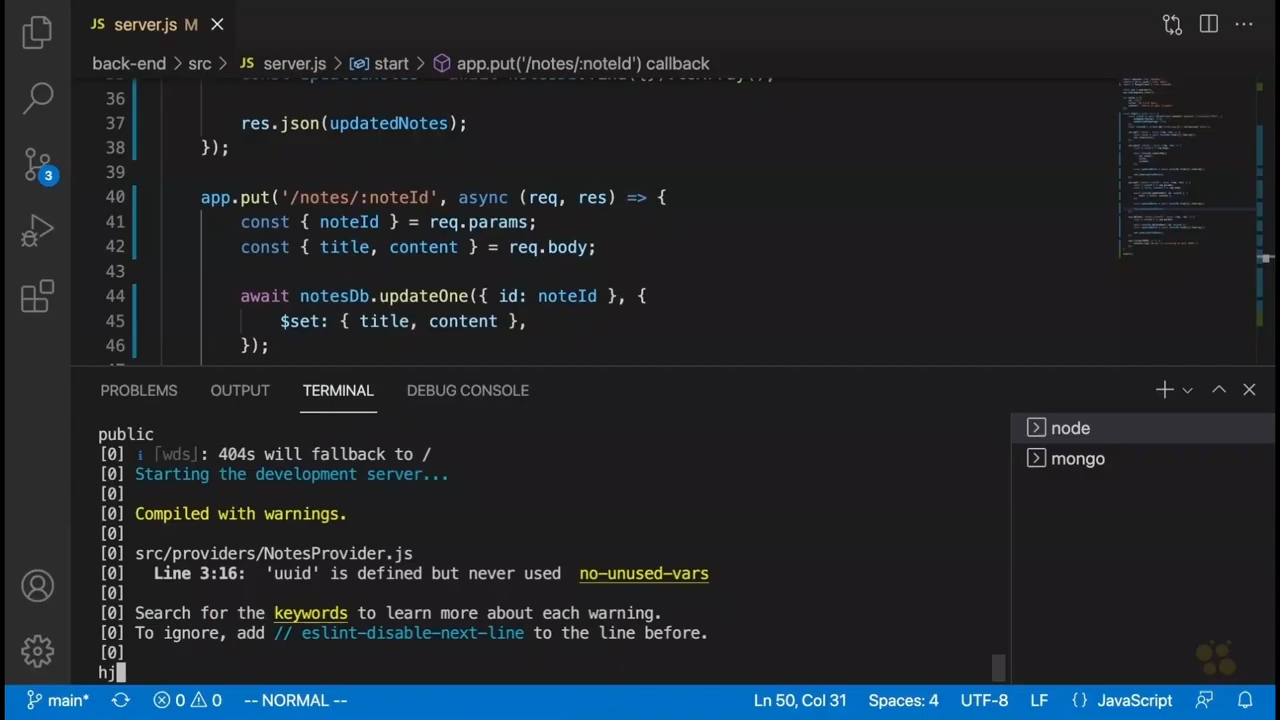 JS server.js M
back-end > src > JS server.js > start > app.put('/notes/:noteId') callback
36
37 res.json(updatedNotes);
38 });
39
40 app.put('/notes/:noteId', async (req, res) => {
41 const { noteId } = req.params;
42 const { title, content } = req.body;
43
44 await notesDb.updateOne({ id: noteId }, {
45 $set: { title, content },
46 });
PROBLEMS OUTPUT TERMINAL DEBUG CONSOLE
public
[0] ℹ ｢wds｣: 404s will fallback to /
[0] Starting the development server...
[0]
[0] Compiled with warnings.
[0]
[0] src/providers/NotesProvider.js
[0] Line 3:16: 'uuid' is defined but never used no-unused-vars
[0]
[0] Search for the keywords to learn more about each warning.
[0] To ignore, add // eslint-disable-next-line to the line before.
[0]
hj
node
mongo
3
main* 0 0 -- NORMAL -- Ln 50, Col 31 Spaces: 4 UTF-8 LF {} JavaScript